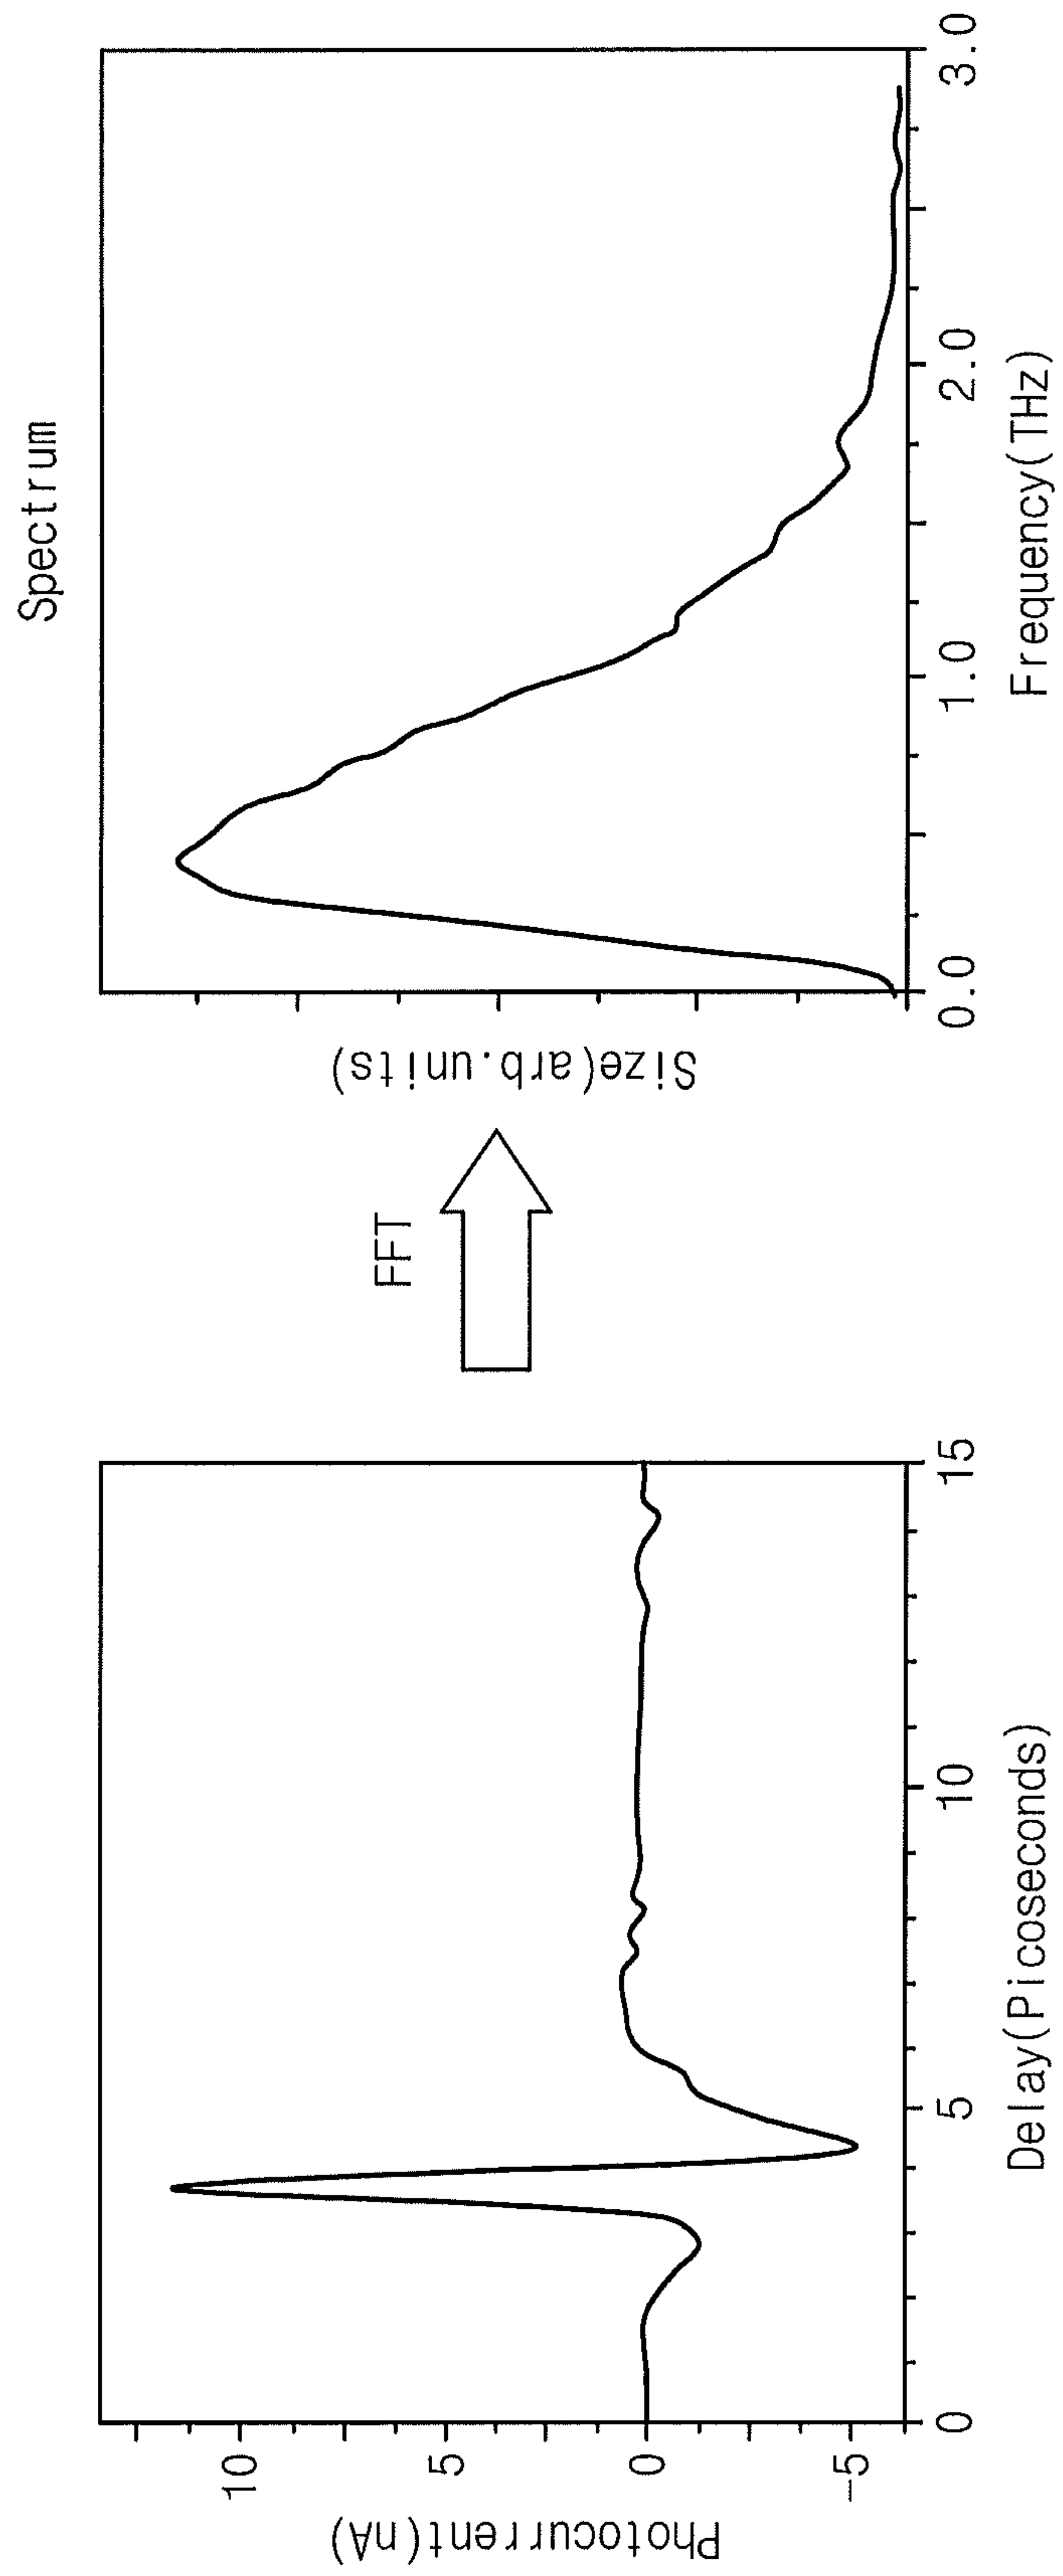 Photocurrent(nA)
10
5
0
-5
0
5
10
15
Delay(Picoseconds)
FFT
Spectrum
Size(arb.units)
0.0
1.0
2.0
3.0
Frequency(THz)